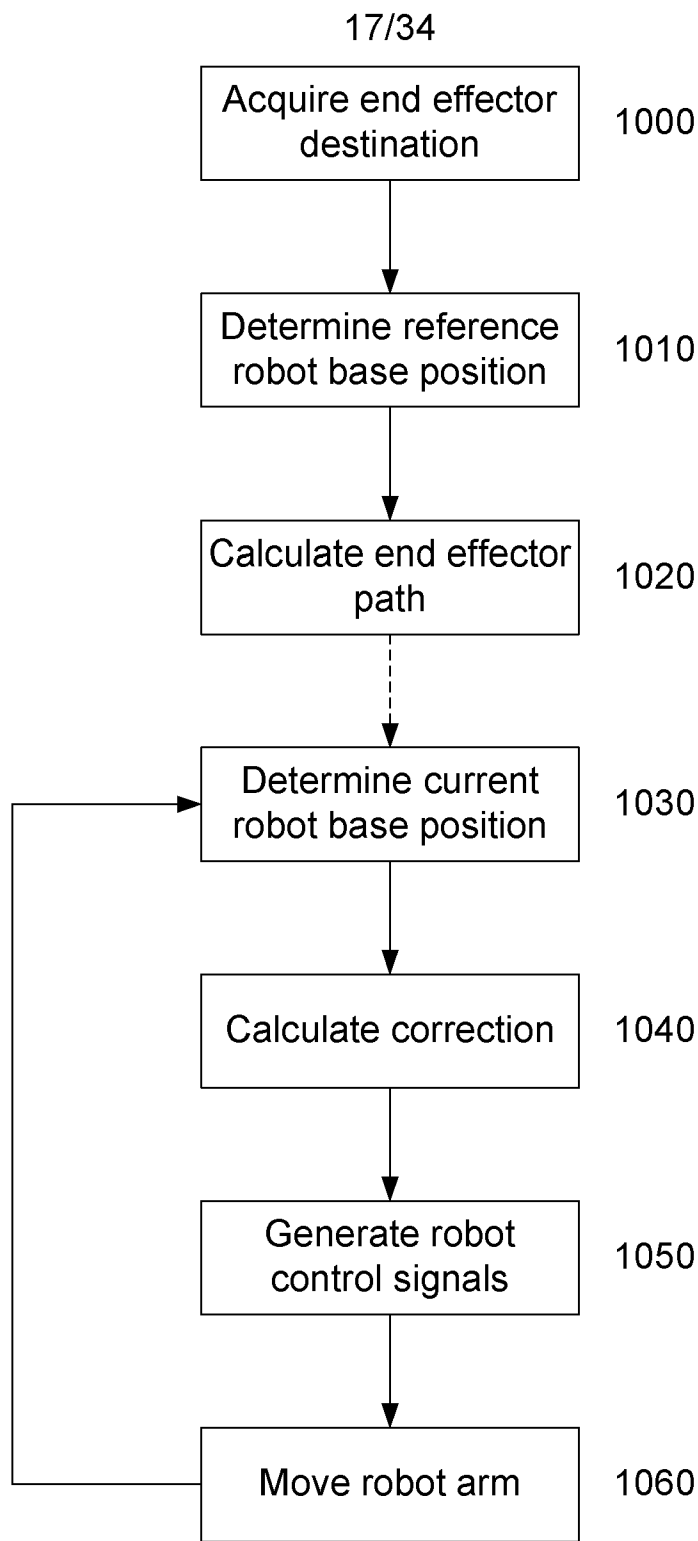 17/34
Acquire end effector
destination
1000
Determine reference
robot base position
1010
Calculate end effector
path
1020
Determine current
robot base position
1030
Calculate correction
1040
Generate robot
control signals
1050
Move robot arm
1060